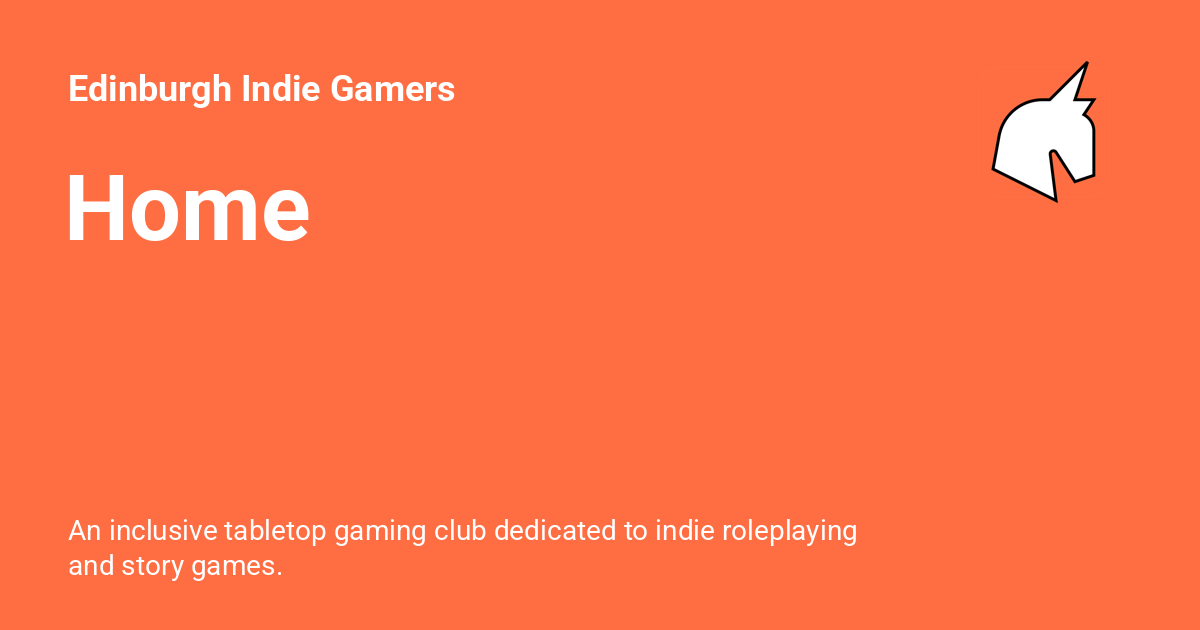 Edinburgh Indie Gamers
Home
An inclusive tabletop gaming club dedicated to indie roleplaying
and story games.